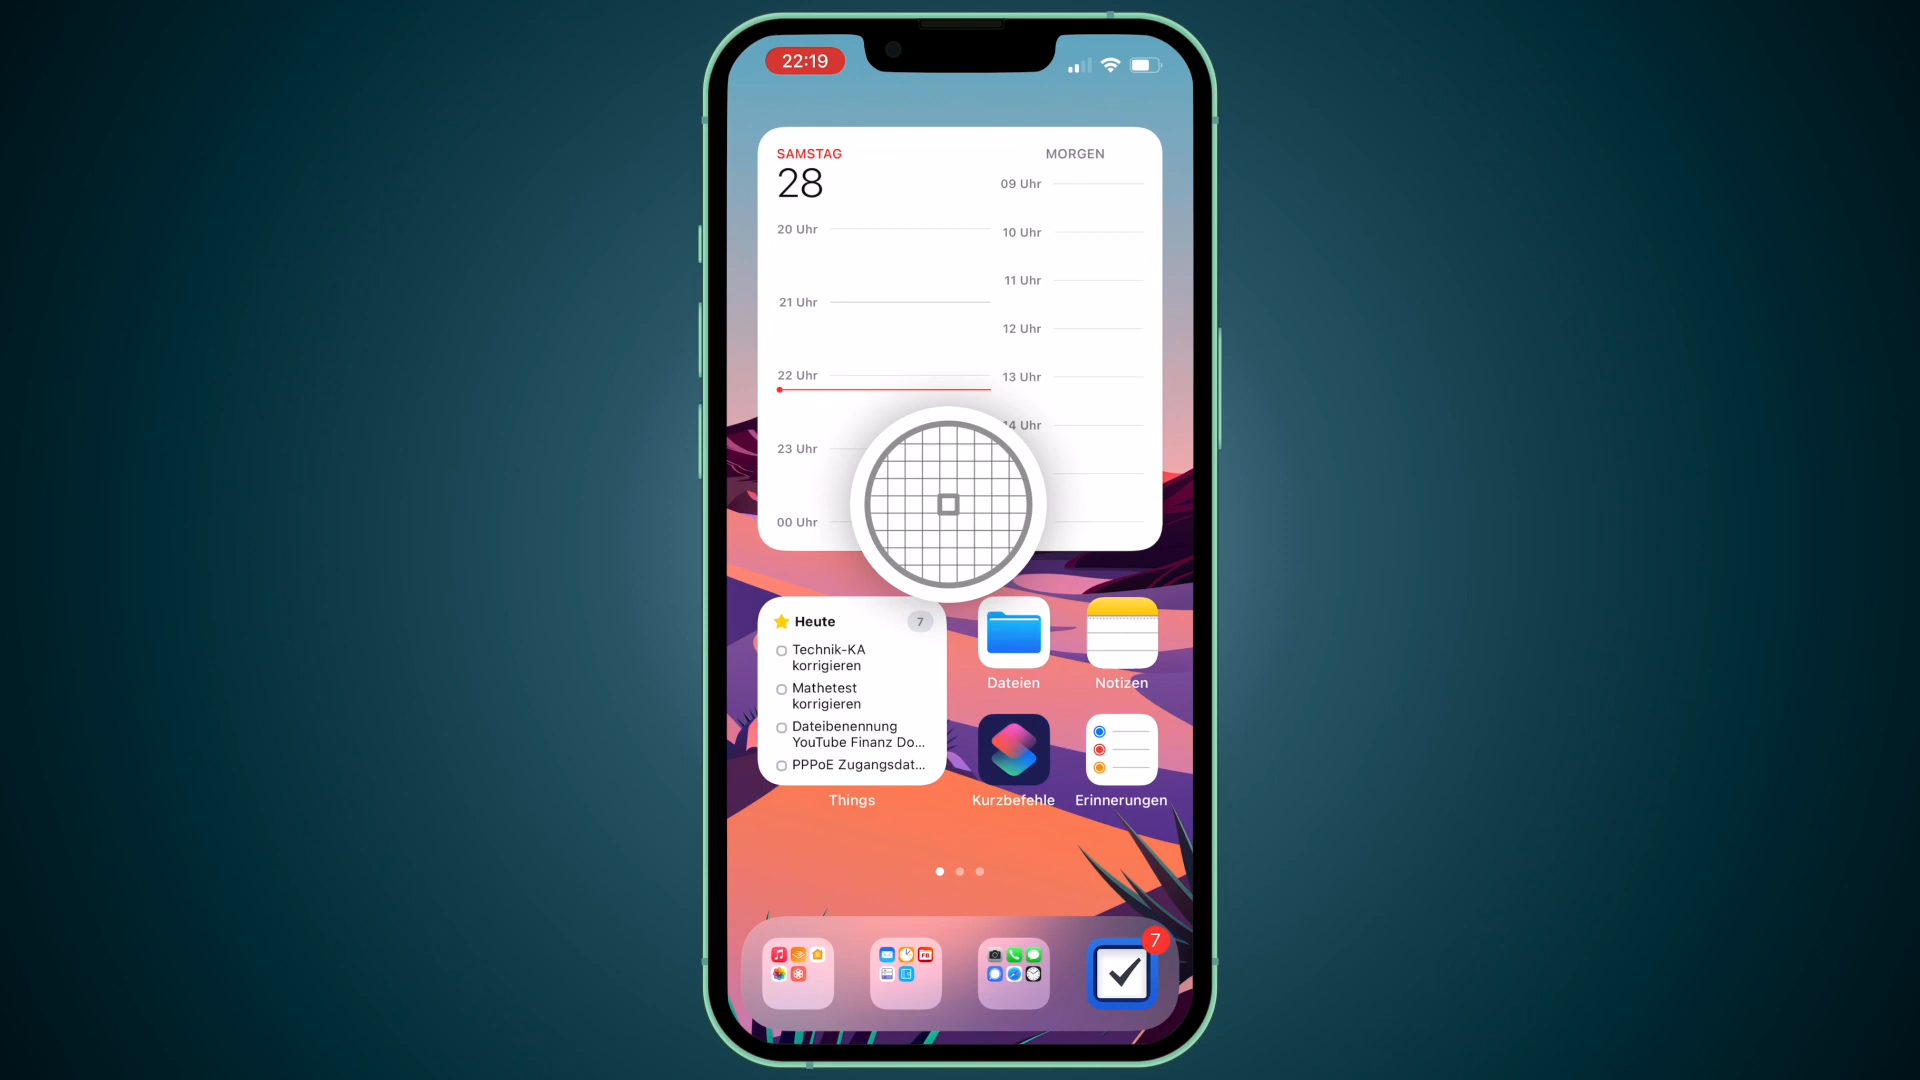 22:19
SAMSTAG
28
20 Uhr
21 Uhr
22 Uhr
23 Uhr
00 Uhr
MORGEN
09 Uhr
10 Uhr
11 Uhr
12 Uhr
13 Uhr
14 Uhr
Heute 7
Technik-KA
korrigieren
Mathetest
korrigieren
Dateibenennung
YouTube Finanz Do...
PPPoE Zugangsdat...
Things
Dateien
Notizen
Kurzbefehle
Erinnerungen
7